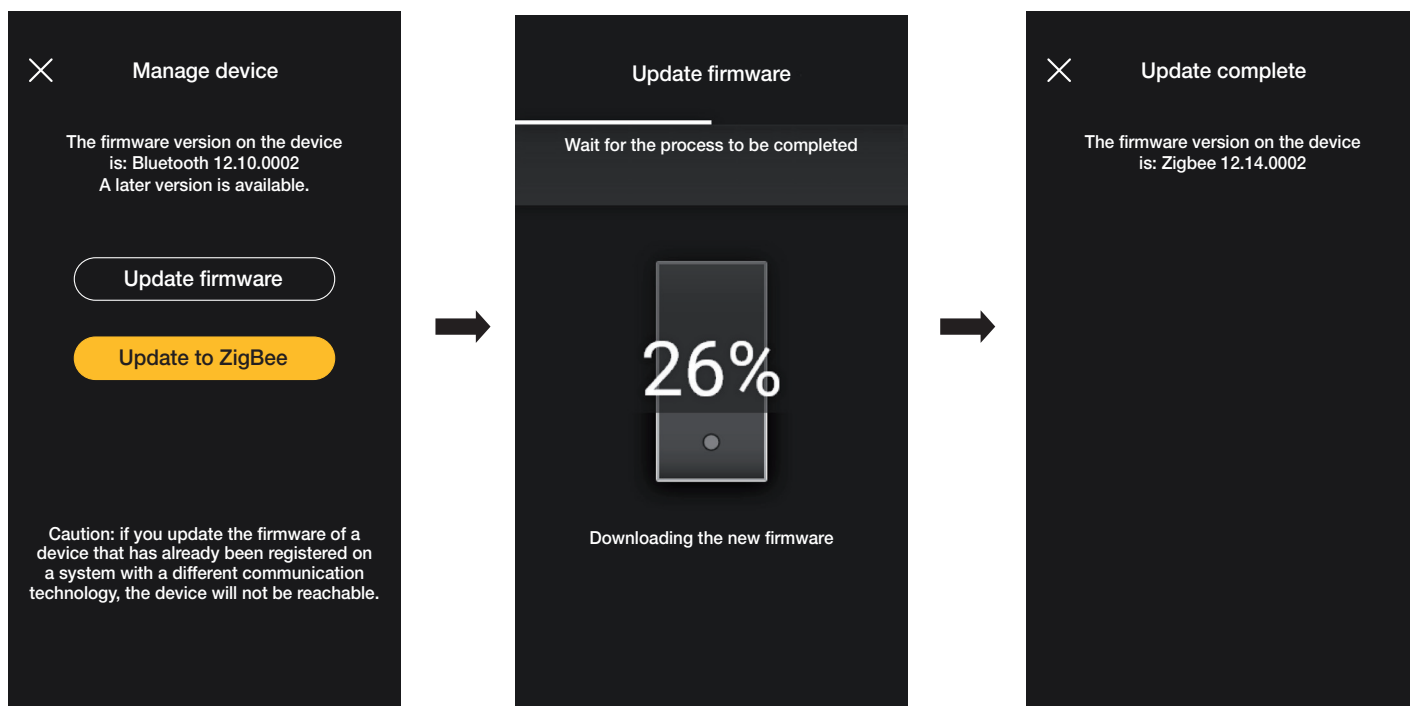 Manage device
The firmware version on the device
is: Bluetooth 12.10.0002
A later version is available.
Update firmware
Update to ZigBee
Caution: if you update the firmware of a
device that has already been registered on
a system with a different communication
technology, the device will not be reachable.
Update firmware
Wait for the process to be completed
26%
Downloading the new firmware
Update complete
The firmware version on the device
is: Zigbee 12.14.0002